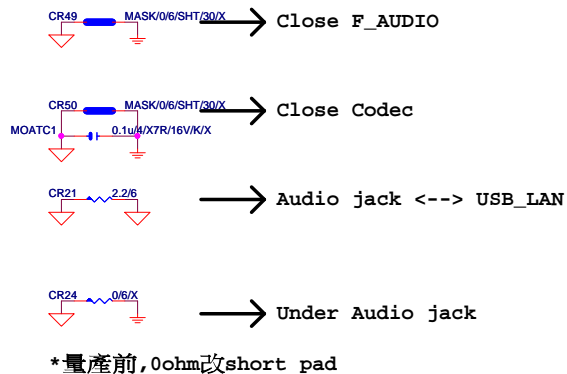 CR49 MASK/0/6/SHT/30/X Close F_AUDIO
CR50 MASK/0/6/SHT/30/X Close Codec
MOATC1 0.1u/4/X7R/16V/K/X
CR21 2.2/6 Audio jack <--> USB_LAN
CR24 0/6/X Under Audio jack
*量產前,0ohm改short pad